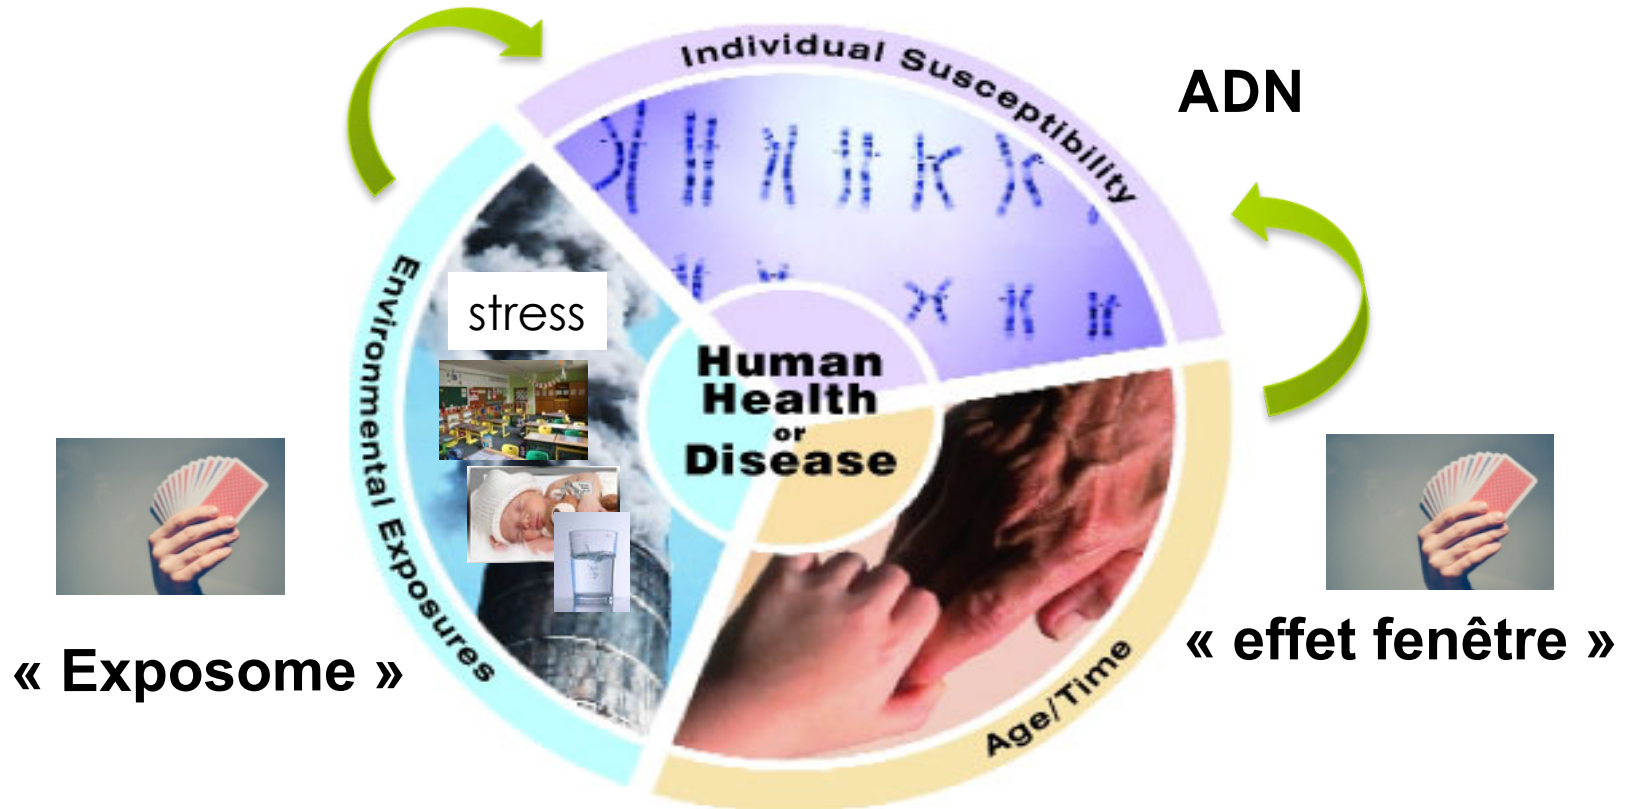 Individual Susceptibility
ADN
Environmental Exposures
stress
Human
Health
or
Disease
« Exposome »
« effet fenêtre »
Age/Time